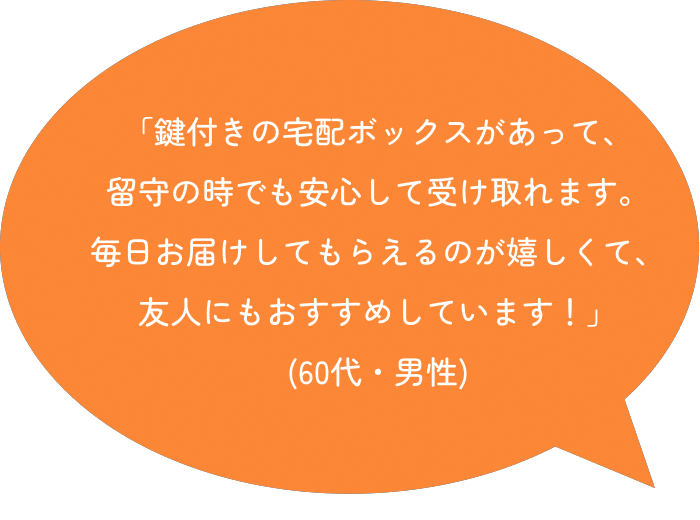 「鍵付きの宅配ボックスがあって、
留守の時でも安心して受け取れます。
毎日お届けしてもらえるのが嬉しくて、
友人にもおすすめしています！」
(60代・男性)